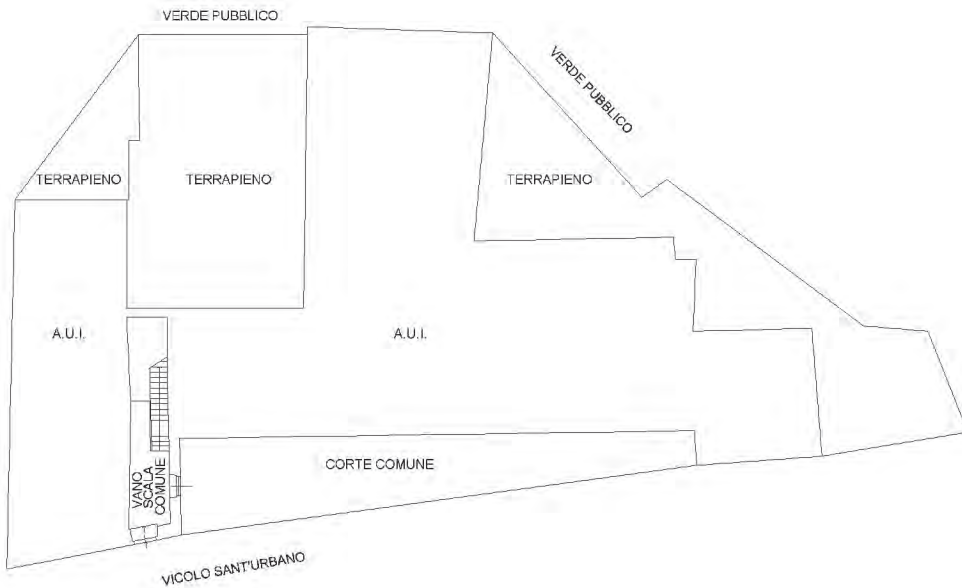 VERDE PUBBLICO
VERDE PUBBLICO
TERRAPIENO
TERRAPIENO
TERRAPIENO
A.U.I.
A.U.I.
CORTE COMUNE
VANO
SCALA
COMUNE
VICOLO SANT'URBANO